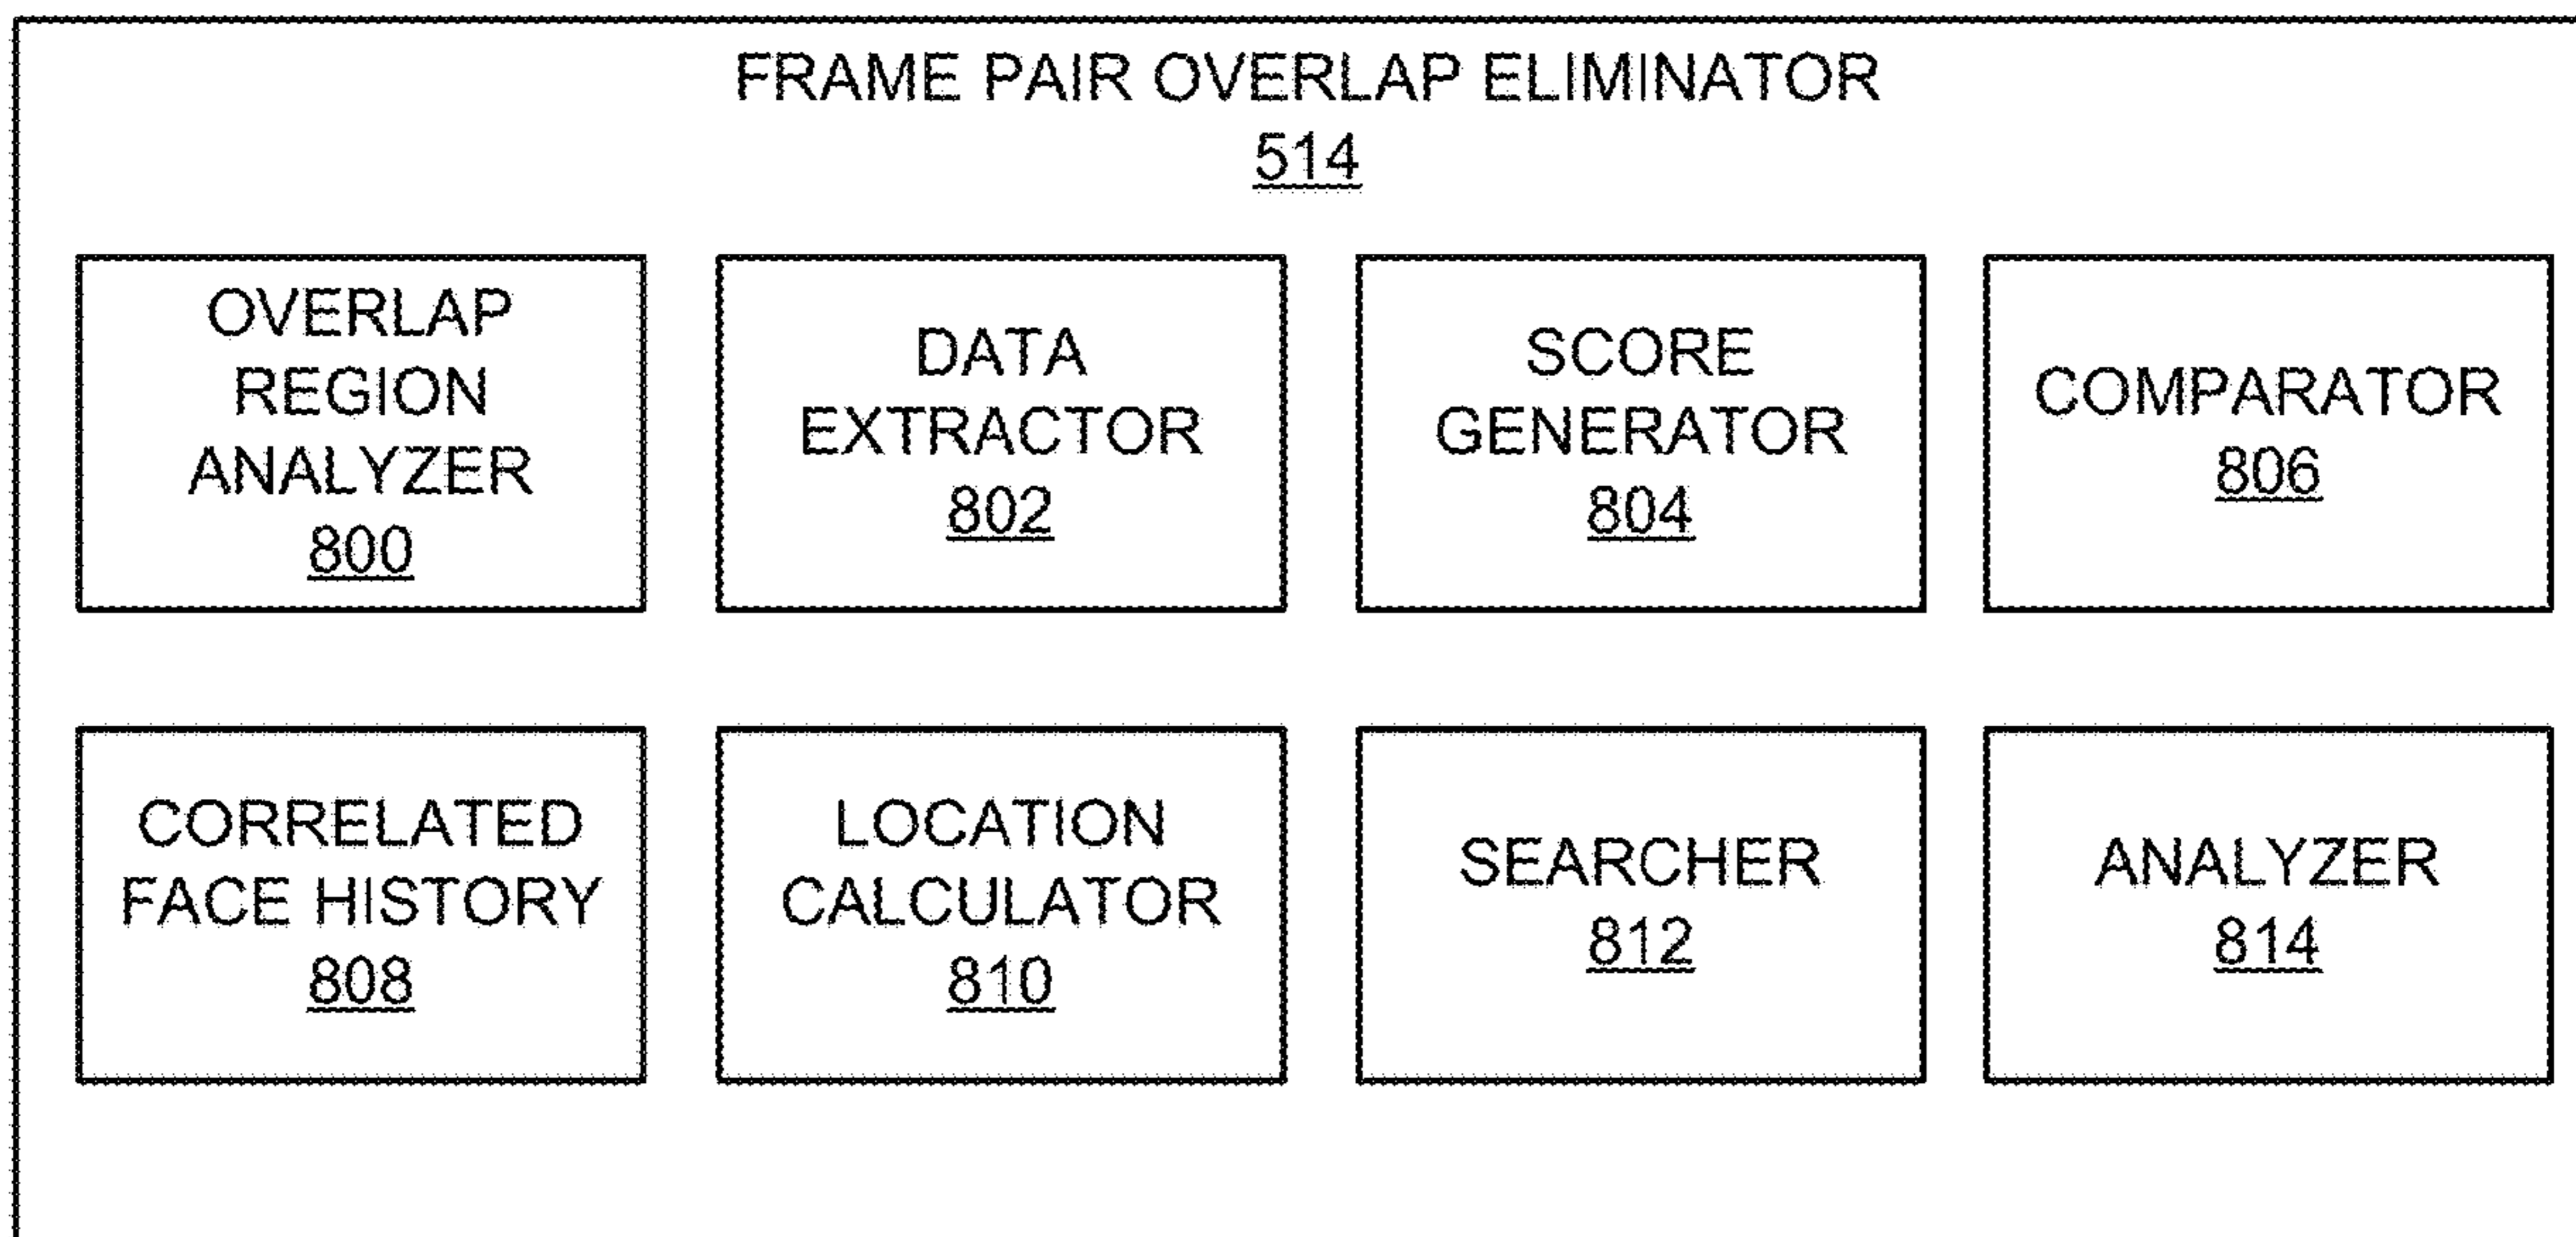 FRAME PAIR OVERLAP ELIMINATOR
514
OVERLAP
REGION
ANALYZER
800
DATA
EXTRACTOR
802
SCORE
GENERATOR
804
COMPARATOR
806
CORRELATED
FACE HISTORY
808
LOCATION
CALCULATOR
810
SEARCHER
812
ANALYZER
814